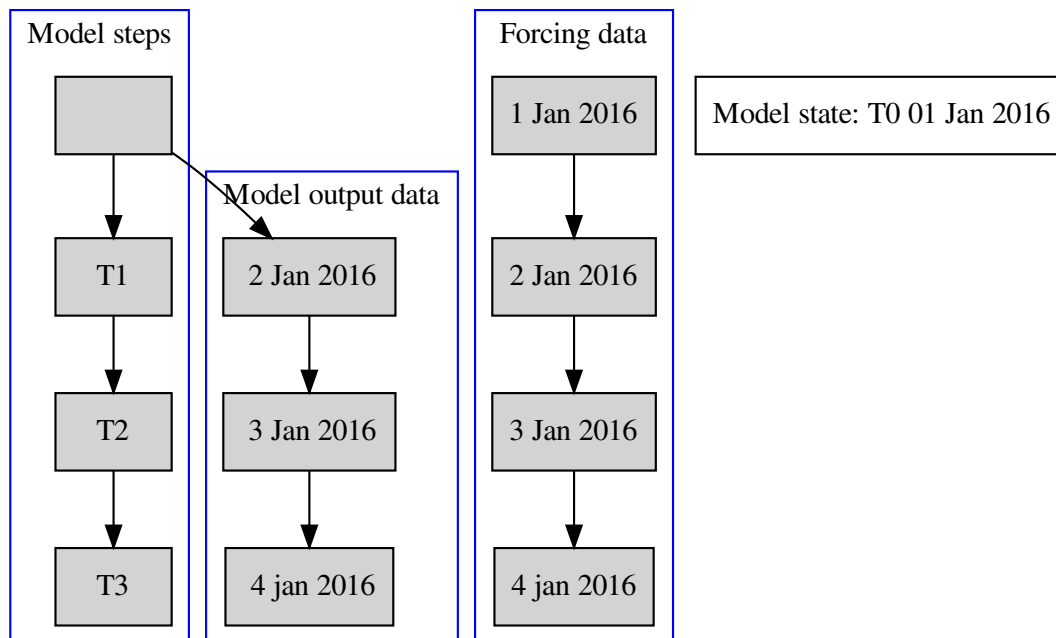 Model steps
Forcing data
1 Jan 2016
Model state: T0 01 Jan 2016
Model output data
T1
2 Jan 2016
2 Jan 2016
T2
3 Jan 2016
3 Jan 2016
T3
4 jan 2016
4 jan 2016